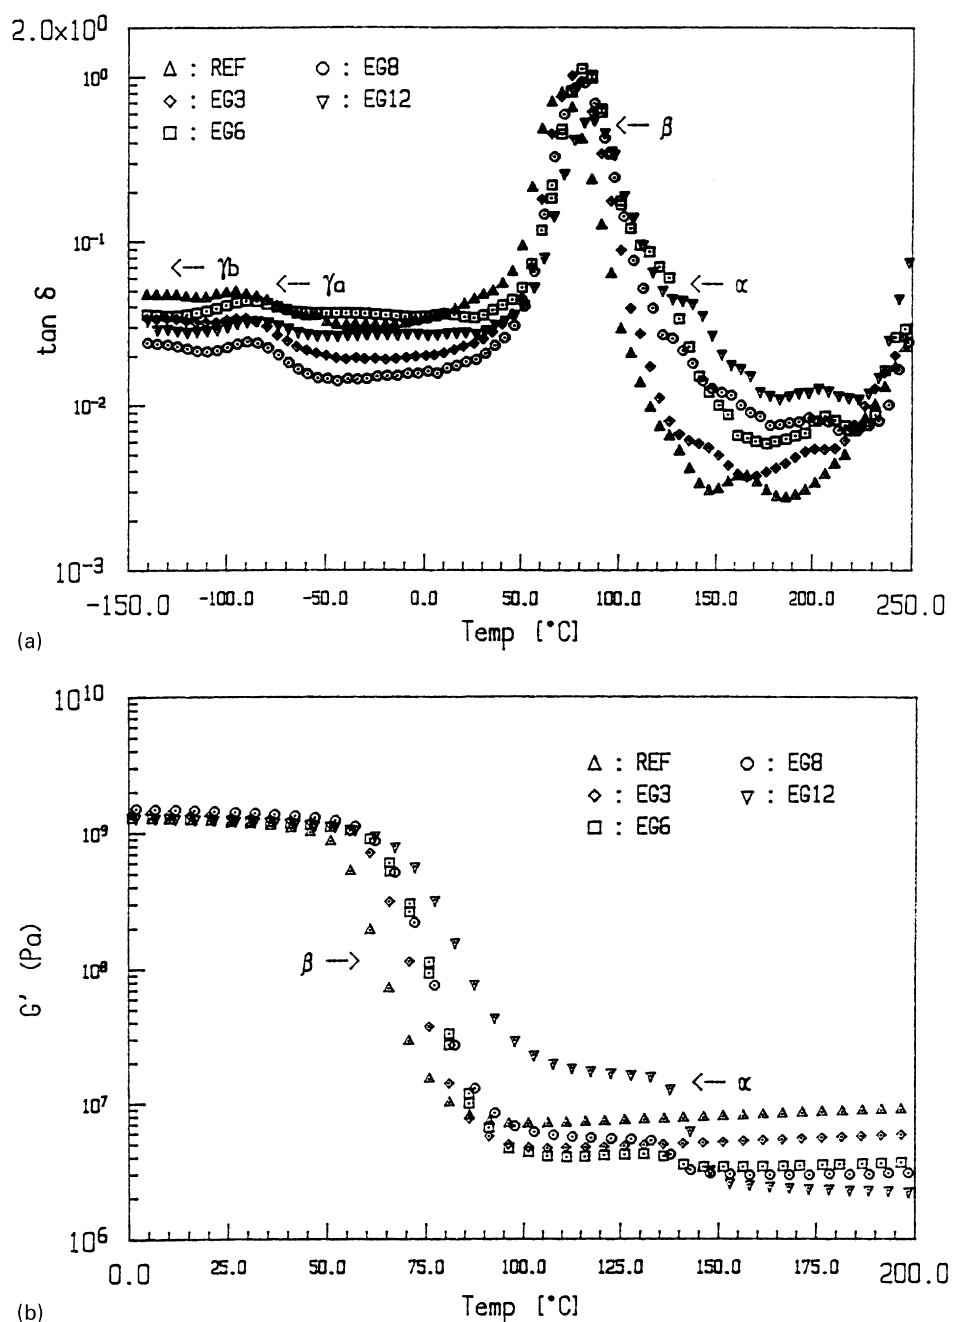 2.0×10⁰
△ : REF ○ : EG8
◇ : EG3 ▽ : EG12
□ : EG6
10⁰
← β
10⁻¹
← γb
← γa
← α
tan δ
10⁻²
10⁻³
-150.0 -100.0 -50.0 0.0 50.0 100.0 150.0 200.0 250.0
Temp [°C]
(a)
10¹⁰
△ : REF ○ : EG8
◇ : EG3 ▽ : EG12
□ : EG6
10⁹
G' (Pa)
β →
10⁸
← α
10⁷
10⁶
0.0 25.0 50.0 75.0 100.0 125.0 150.0 175.0 200.0
Temp [°C]
(b)